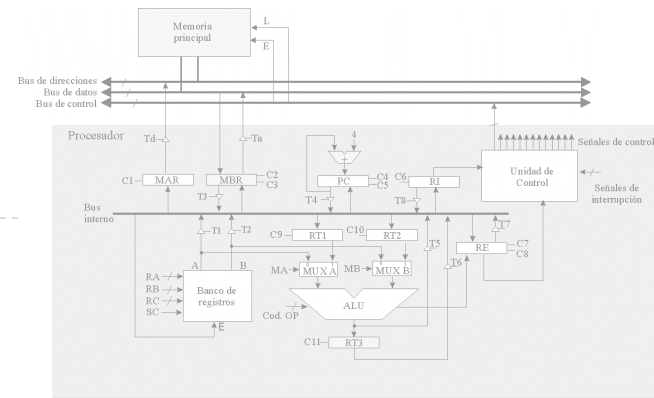 Memoria
principal
L
E
Bus de direcciones
Bus de datos
Bus de control
Procesador
Td
Ta
4
Señales de control
C1
MAR
MBR
C2
C3
T3
+
PC
C4
C5
T4
C6
RI
T8
Unidad de
Control
Señales de
interrupción
Bus
interno
T1
T2
C9
RT1
C10
RT2
T5
T6
T7
RE
C7
C8
A
B
MA
MUX A
MB
MUX B
RA
RB
RC
SC
Banco de
registros
E
Cod. OP
ALU
C11
RT3